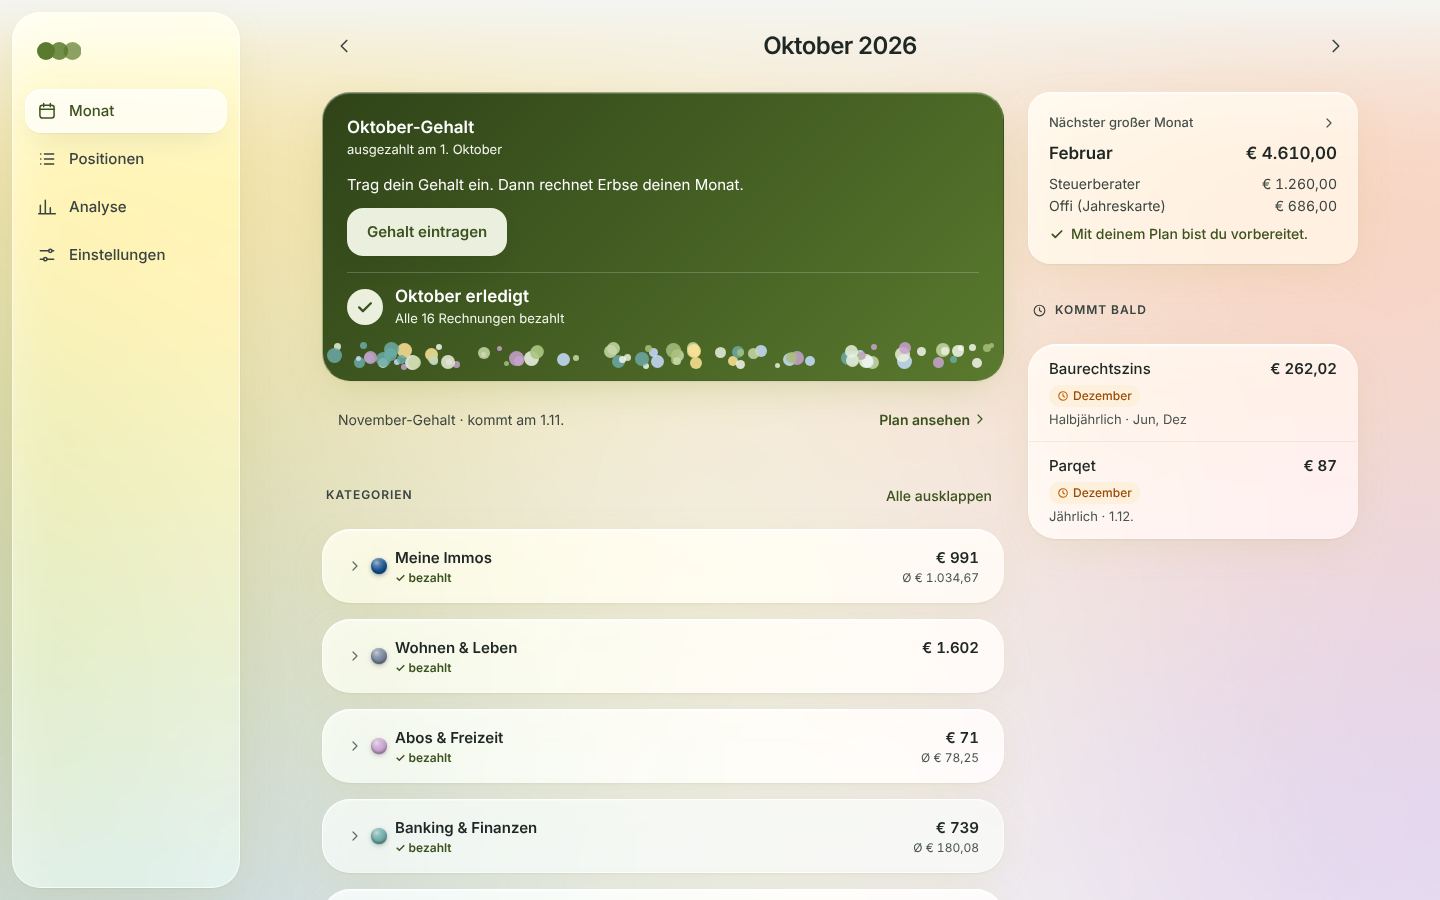 Oktober 2026
Monat
Positionen
Analyse
Einstellungen
Oktober-Gehalt
ausgezahlt am 1. Oktober
Trag dein Gehalt ein. Dann rechnet Erbse deinen Monat.
Gehalt eintragen
Oktober erledigt
Alle 16 Rechnungen bezahlt
November-Gehalt · kommt am 1.11.
Plan ansehen
KATEGORIEN
Alle ausklappen
Meine Immos
€ 991
✓ bezahlt
Ø € 1.034,67
Wohnen & Leben
€ 1.602
✓ bezahlt
Abos & Freizeit
€ 71
✓ bezahlt
Ø € 78,25
Banking & Finanzen
€ 739
✓ bezahlt
Ø € 180,08
Nächster großer Monat
Februar
€ 4.610,00
Steuerberater
€ 1.260,00
Offi (Jahreskarte)
€ 686,00
Mit deinem Plan bist du vorbereitet.
KOMMT BALD
Baurechtszins
€ 262,02
Dezember
Halbjährlich · Jun, Dez
Parqet
€ 87
Dezember
Jährlich · 1.12.